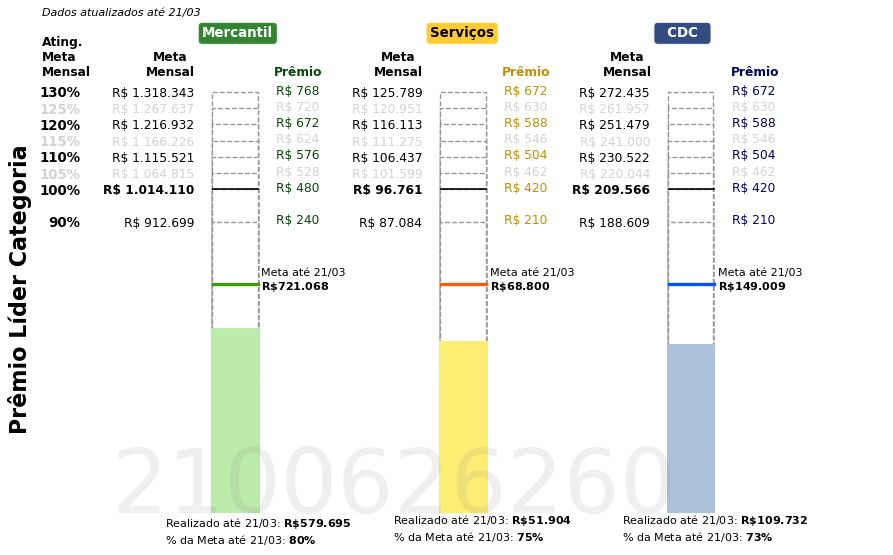 Dados atualizados até 21/03
Mercantil Serviços CDC
Ating. Meta Mensal Meta Mensal Prêmio Meta Mensal Prêmio Meta Mensal Prêmio
130% R$ 1.318.343 R$ 768 R$ 125.789 R$ 672 R$ 272.435 R$ 672
125% R$ 1.267.637 R$ 720 R$ 120.951 R$ 630 R$ 261.957 R$ 630
120% R$ 1.216.932 R$ 672 R$ 116.113 R$ 588 R$ 251.479 R$ 588
115% R$ 1.166.226 R$ 624 R$ 111.275 R$ 546 R$ 241.000 R$ 546
110% R$ 1.115.521 R$ 576 R$ 106.437 R$ 504 R$ 230.522 R$ 504
105% R$ 1.064.815 R$ 528 R$ 101.599 R$ 462 R$ 220.044 R$ 462
100% R$ 1.014.110 R$ 480 R$ 96.761 R$ 420 R$ 209.566 R$ 420
90% R$ 912.699 R$ 240 R$ 87.084 R$ 210 R$ 188.609 R$ 210
Meta até 21/03 Meta até 21/03 Meta até 21/03
R$721.068 R$68.800 R$149.009
Prêmio Líder Categoria
2100626260
Realizado até 21/03: R$579.695 Realizado até 21/03: R$51.904 Realizado até 21/03: R$109.732
% da Meta até 21/03: 80% % da Meta até 21/03: 75% % da Meta até 21/03: 73%